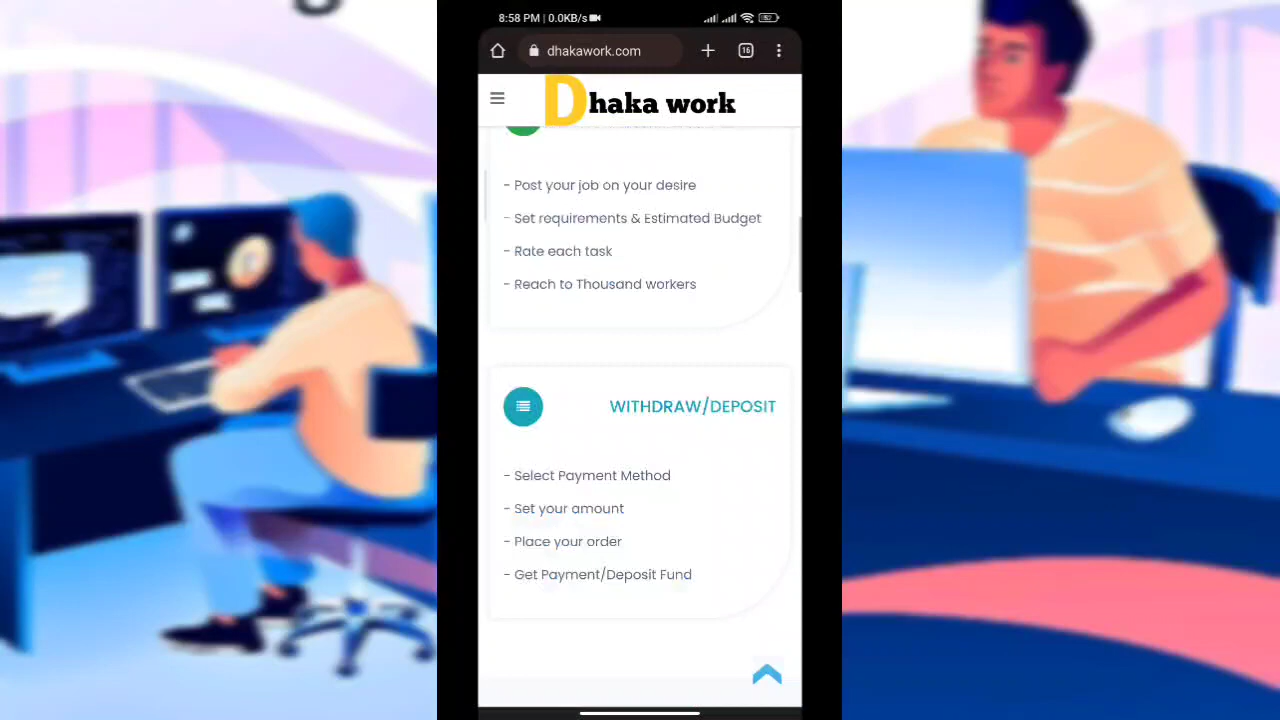 8:58 PM | 0.0KB/s
dhakawork.com
16
Dhaka work
- Post your job on your desire
- Set requirements & Estimated Budget
- Rate each task
- Reach to Thousand workers
WITHDRAW/DEPOSIT
- Select Payment Method
- Set your amount
- Place your order
- Get Payment/Deposit Fund